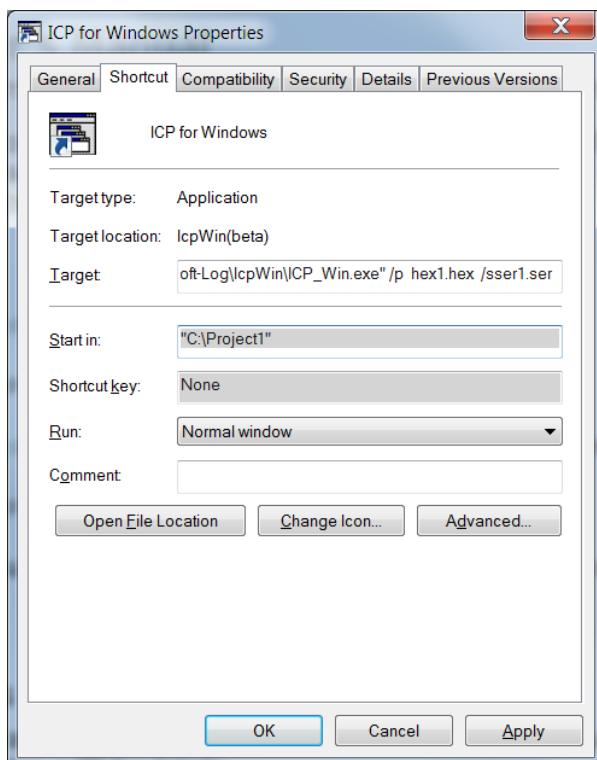 ICP for Windows Properties
General Shortcut Compatibility Security Details Previous Versions
ICP for Windows
Target type: Application
Target location: IcpWin(beta)
Target: oft-Log\IcpWin\ICP_Win.exe" /p hex1.hex /sser1.ser
Start in: "C:\Project1"
Shortcut key: None
Run: Normal window
Comment:
Open File Location Change Icon... Advanced...
OK Cancel Apply